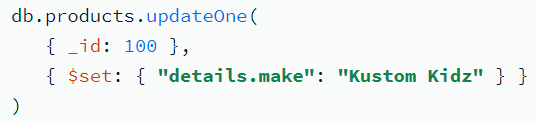 db.products.updateOne(
   { _id: 100 },
   { $set: { "details.make": "Kustom Kidz" } }
)